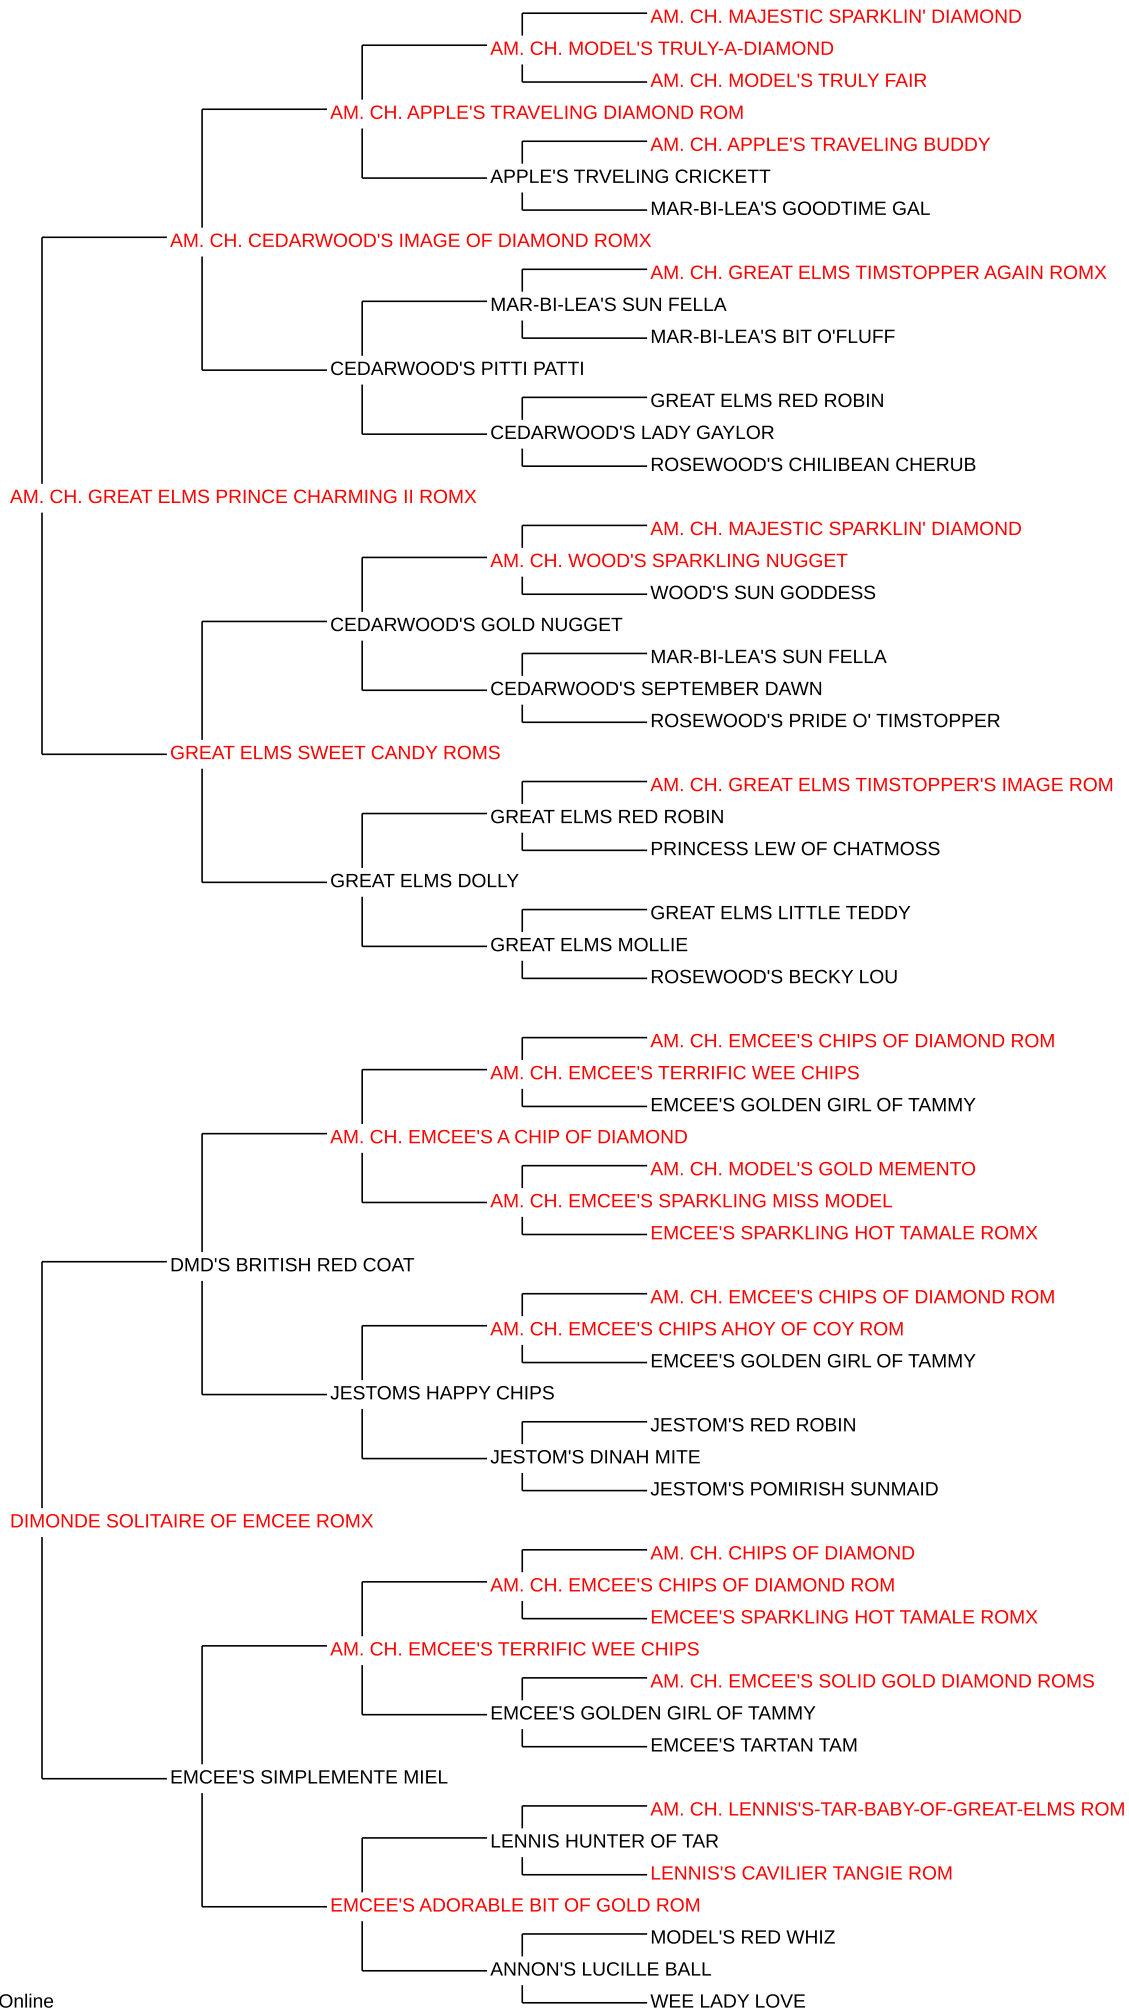 AM. CH. MAJESTIC SPARKLIN' DIAMOND
AM. CH. MODEL'S TRULY-A-DIAMOND
AM. CH. MODEL'S TRULY FAIR
AM. CH. APPLE'S TRAVELING DIAMOND ROM
AM. CH. APPLE'S TRAVELING BUDDY
APPLE'S TRVELING CRICKETT
MAR-BI-LEA'S GOODTIME GAL
AM. CH. CEDARWOOD'S IMAGE OF DIAMOND ROMX
AM. CH. GREAT ELMS TIMSTOPPER AGAIN ROMX
MAR-BI-LEA'S SUN FELLA
MAR-BI-LEA'S BIT O'FLUFF
CEDARWOOD'S PITTI PATTI
GREAT ELMS RED ROBIN
CEDARWOOD'S LADY GAYLOR
ROSEWOOD'S CHILIBEAN CHERUB
AM. CH. GREAT ELMS PRINCE CHARMING II ROMX
AM. CH. MAJESTIC SPARKLIN' DIAMOND
AM. CH. WOOD'S SPARKLING NUGGET
WOOD'S SUN GODDESS
CEDARWOOD'S GOLD NUGGET
MAR-BI-LEA'S SUN FELLA
CEDARWOOD'S SEPTEMBER DAWN
ROSEWOOD'S PRIDE O' TIMSTOPPER
GREAT ELMS SWEET CANDY ROMS
AM. CH. GREAT ELMS TIMSTOPPER'S IMAGE ROM
GREAT ELMS RED ROBIN
PRINCESS LEW OF CHATMOSS
GREAT ELMS DOLLY
GREAT ELMS LITTLE TEDDY
GREAT ELMS MOLLIE
ROSEWOOD'S BECKY LOU
AM. CH. EMCEE'S CHIPS OF DIAMOND ROM
AM. CH. EMCEE'S TERRIFIC WEE CHIPS
EMCEE'S GOLDEN GIRL OF TAMMY
AM. CH. EMCEE'S A CHIP OF DIAMOND
AM. CH. MODEL'S GOLD MEMENTO
AM. CH. EMCEE'S SPARKLING MISS MODEL
EMCEE'S SPARKLING HOT TAMALE ROMX
DMD'S BRITISH RED COAT
AM. CH. EMCEE'S CHIPS OF DIAMOND ROM
AM. CH. EMCEE'S CHIPS AHOY OF COY ROM
EMCEE'S GOLDEN GIRL OF TAMMY
JESTOMS HAPPY CHIPS
JESTOM'S RED ROBIN
JESTOM'S DINAH MITE
JESTOM'S POMIRISH SUNMAID
DIMONDE SOLITAIRE OF EMCEE ROMX
AM. CH. CHIPS OF DIAMOND
AM. CH. EMCEE'S CHIPS OF DIAMOND ROM
EMCEE'S SPARKLING HOT TAMALE ROMX
AM. CH. EMCEE'S TERRIFIC WEE CHIPS
AM. CH. EMCEE'S SOLID GOLD DIAMOND ROMS
EMCEE'S GOLDEN GIRL OF TAMMY
EMCEE'S TARTAN TAM
EMCEE'S SIMPLEMENTE MIEL
AM. CH. LENNIS'S-TAR-BABY-OF-GREAT-ELMS ROM
LENNIS HUNTER OF TAR
LENNIS'S CAVILIER TANGIE ROM
EMCEE'S ADORABLE BIT OF GOLD ROM
MODEL'S RED WHIZ
ANNON'S LUCILLE BALL
WEE LADY LOVE
Online